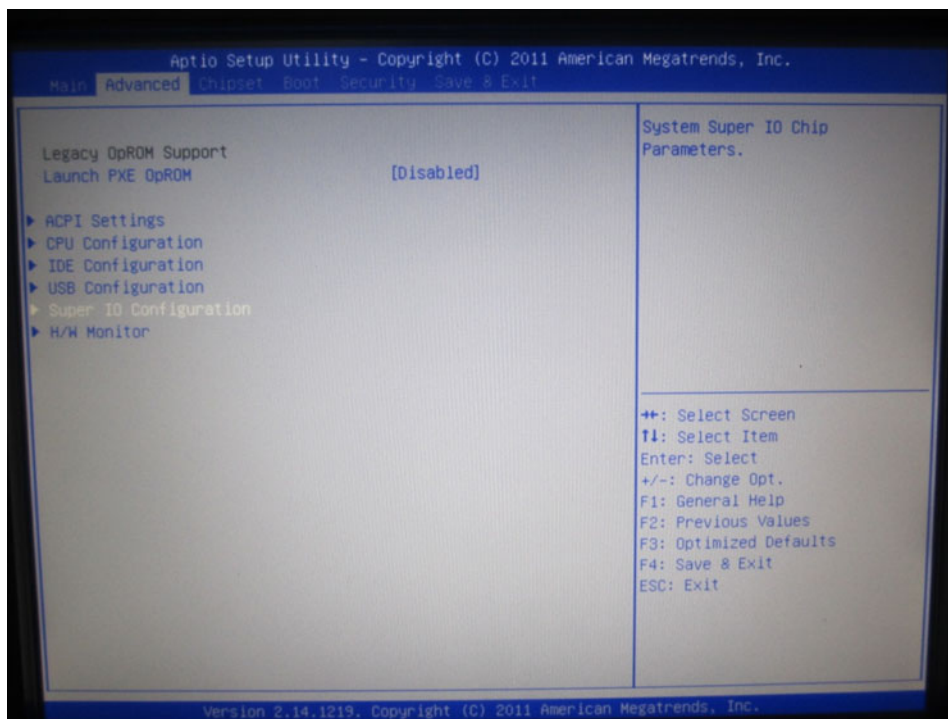 Aptio Setup Utility - Copyright (C) 2011 American Megatrends, Inc.
Main Advanced Chipset Boot Security Save & Exit
Legacy OpROM Support
Launch PXE OpROM [Disabled]
▶ ACPI Settings
▶ CPU Configuration
▶ IDE Configuration
▶ USB Configuration
▶ Super IO Configuration
▶ H/W Monitor
System Super IO Chip
Parameters.
→←: Select Screen
↑↓: Select Item
Enter: Select
+/-: Change Opt.
F1: General Help
F2: Previous Values
F3: Optimized Defaults
F4: Save & Exit
ESC: Exit
Version 2.14.1219. Copyright (C) 2011 American Megatrends, Inc.